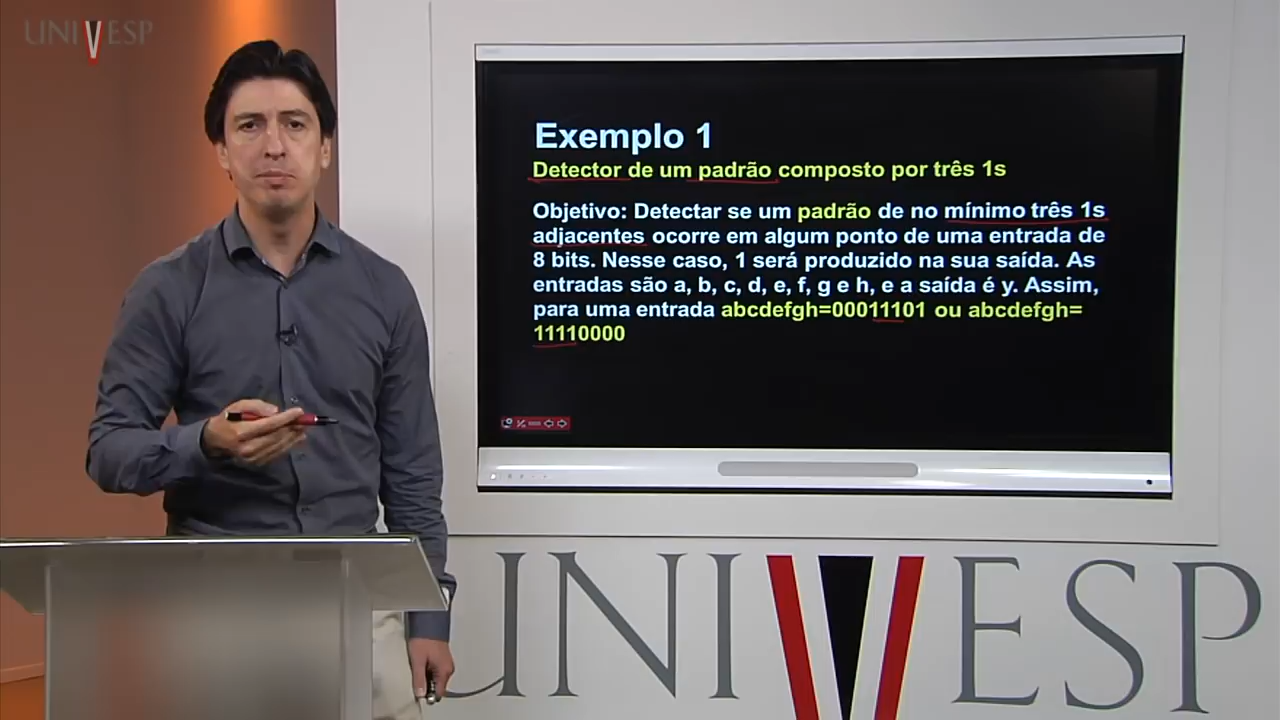 UNIVESP
Exemplo 1
Detector de um padrão composto por três 1s
Objetivo: Detectar se um padrão de no mínimo três 1s
adjacentes ocorre em algum ponto de uma entrada de
8 bits. Nesse caso, 1 será produzido na sua saída. As
entradas são a, b, c, d, e, f, g e h, e a saída é y. Assim,
para uma entrada abcdefgh=00011101 ou abcdefgh=
11110000
UNIVESP